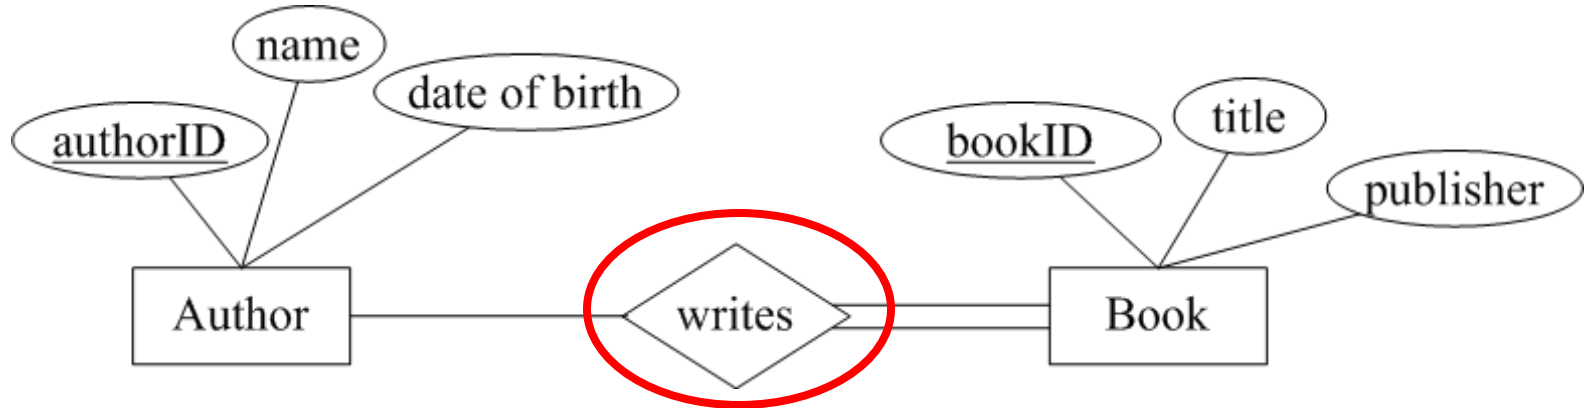 name
date of birth
authorID
title
bookID
publisher
Author
writes
Book